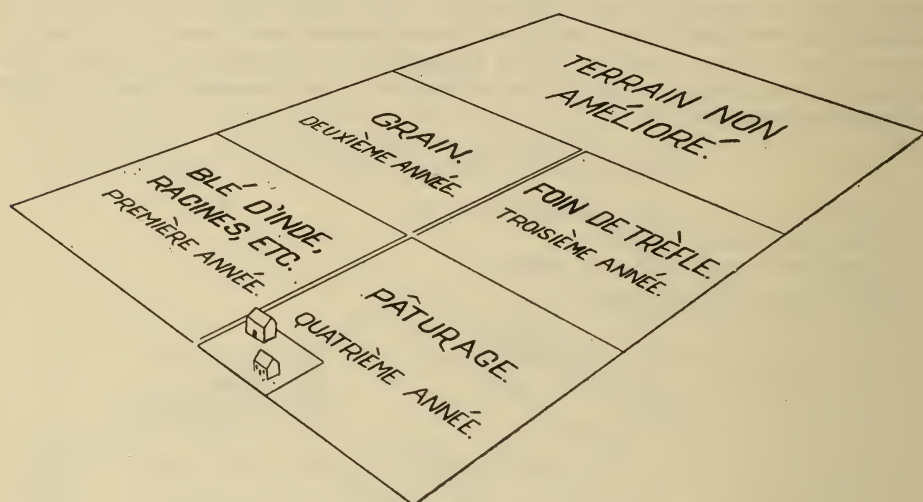 TERRAIN NON
AMÉLIORÉ.
GRAIN.
DEUXIÈME ANNÉE.
BLÉ D'INDE,
RACINES, ETC.
PREMIÈRE ANNÉE.
FOIN DE TRÈFLE.
TROISIÈME ANNÉE.
PÂTURAGE.
QUATRIÈME ANNÉE.